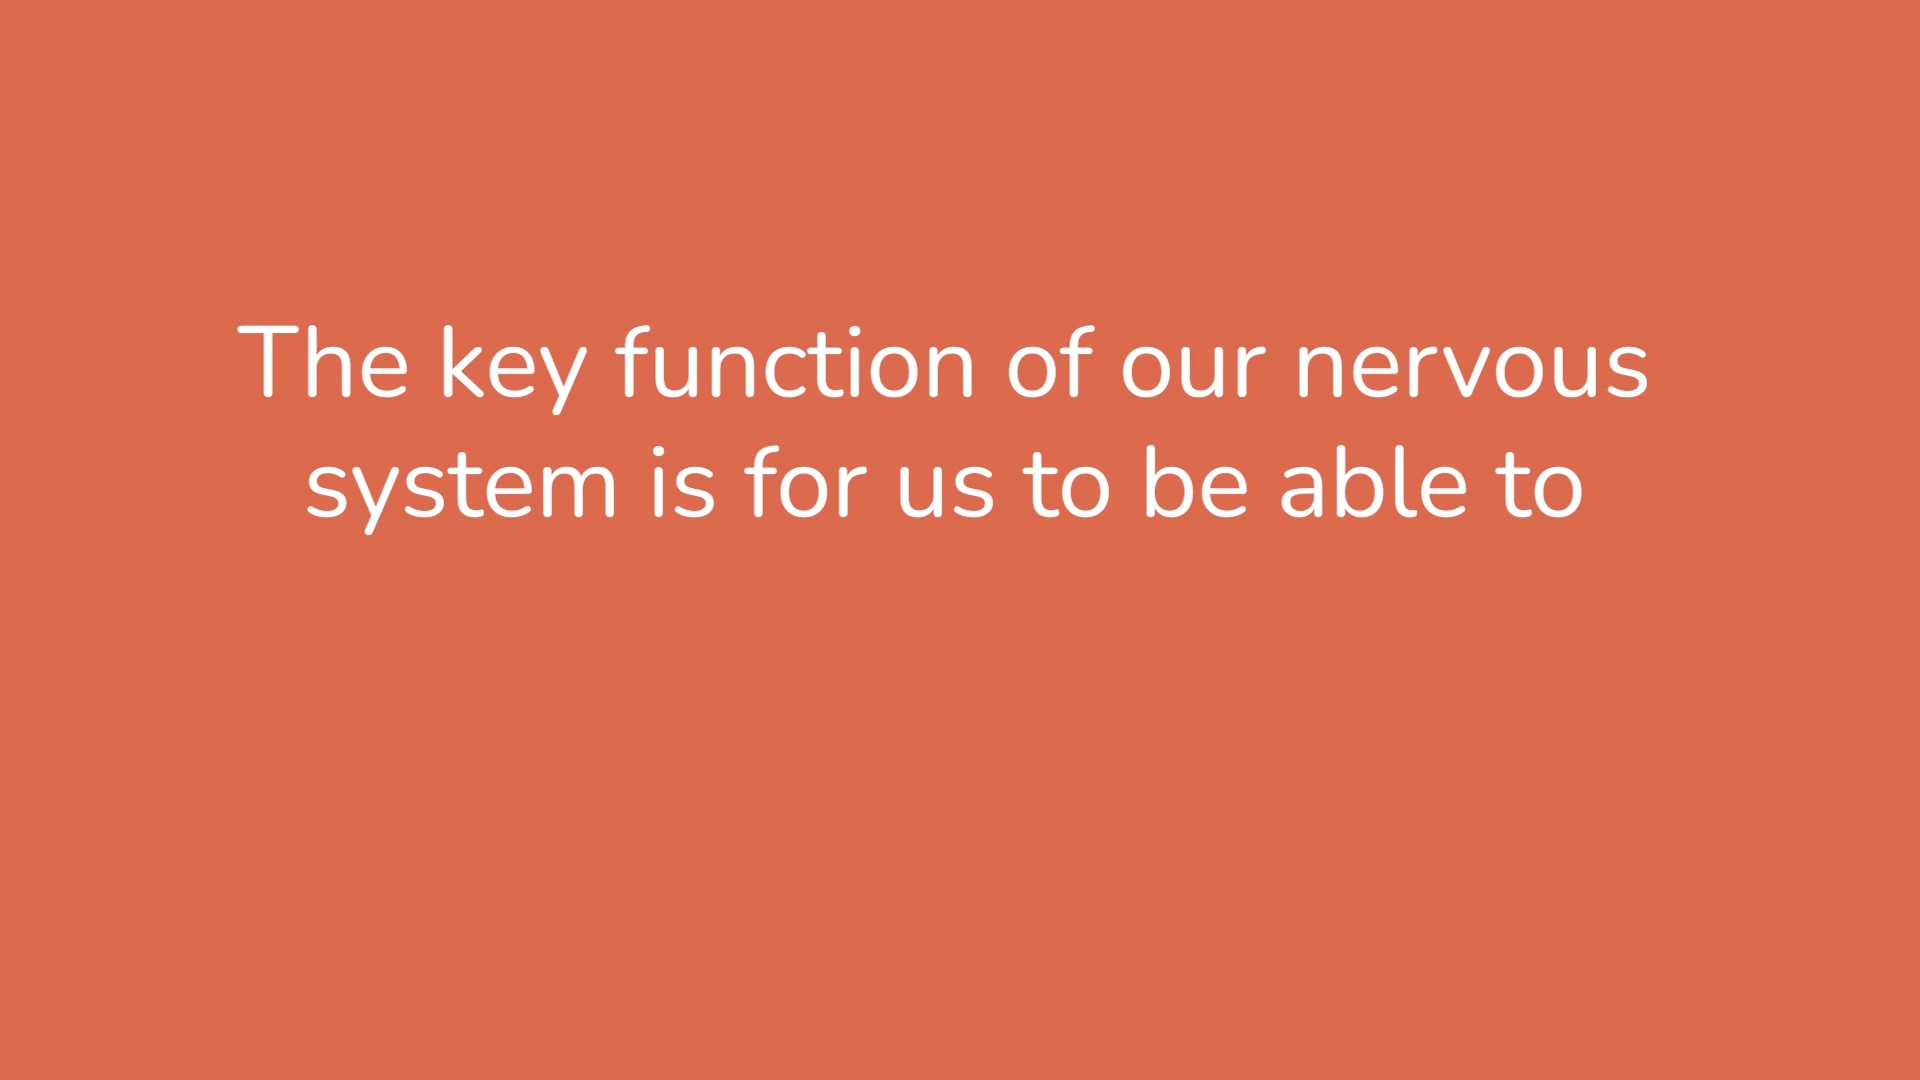 The key function of our nervous
system is for us to be able to